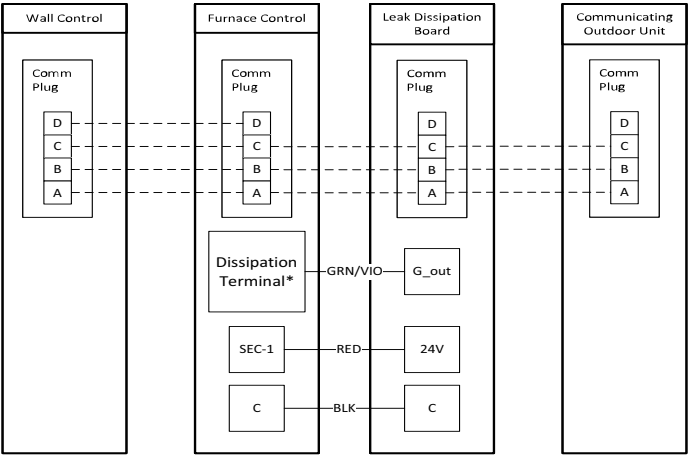 Wall Control
Furnace Control
Leak Dissipation
Board
Communicating
Outdoor Unit
Comm
Plug
D
C
B
A
Comm
Plug
D
C
B
A
Comm
Plug
D
C
B
A
Comm
Plug
D
C
B
A
Dissipation
Terminal*
GRN/VIO
G_out
SEC-1
RED
24V
C
BLK
C